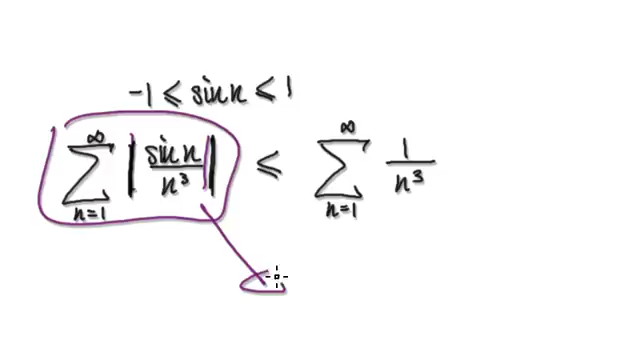 -1 ≤ sin n ≤ 1
∞ ∑ n=1 | sin n / n³ | ≤ ∞ ∑ n=1 1 / n³